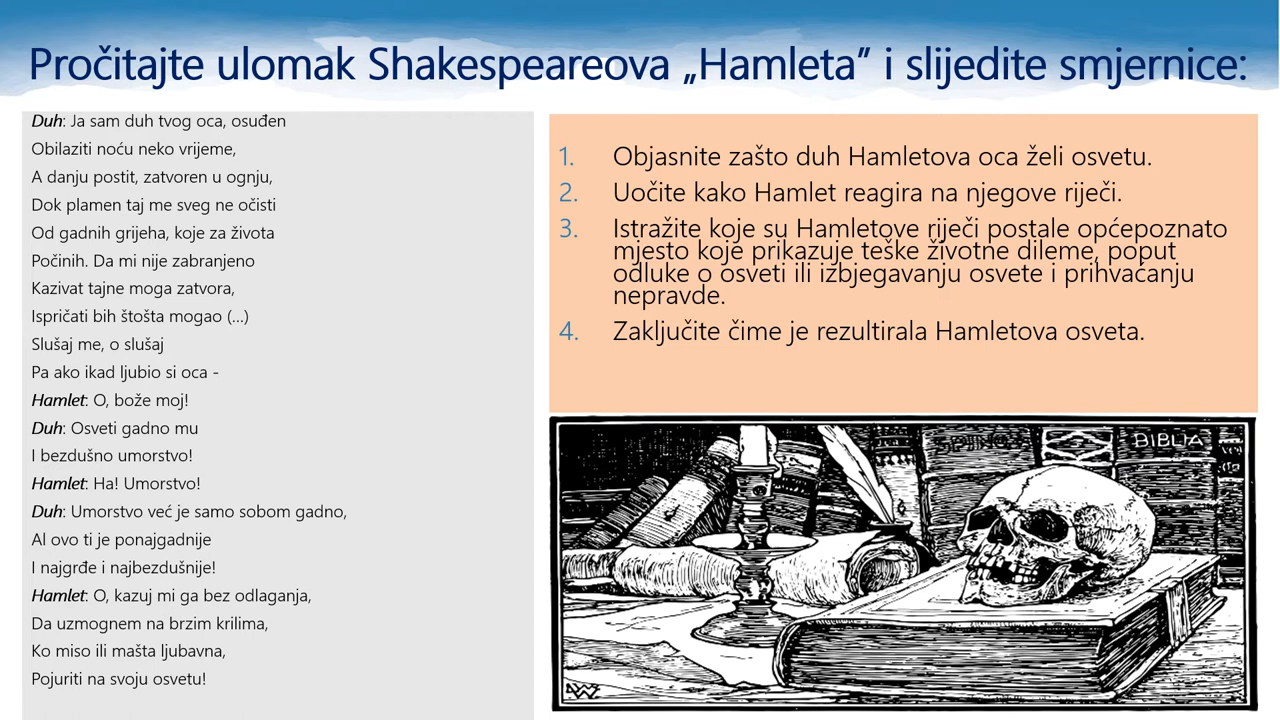 Pročitajte ulomak Shakespeareova „Hamleta” i slijedite smjernice:
Duh: Ja sam duh tvog oca, osuđen
Obilaziti noću neko vrijeme,
A danju postit, zatvoren u ognju,
Dok plamen taj me sveg ne očisti
Od gadnih grijeha, koje za života
Počinih. Da mi nije zabranjeno
Kazivat tajne moga zatvora,
Ispričati bih štošta mogao (...)
Slušaj me, o slušaj
Pa ako ikad ljubio si oca -
Hamlet: O, bože moj!
Duh: Osveti gadno mu
I bezdušno umorstvo!
Hamlet: Ha! Umorstvo!
Duh: Umorstvo već je samo sobom gadno,
Al ovo ti je ponajgadnije
I najgrđe i najbezdušnije!
Hamlet: O, kazuj mi ga bez odlaganja,
Da uzmognem na brzim krilima,
Ko miso ili mašta ljubavna,
Pojuriti na svoju osvetu!
1. Objasnite zašto duh Hamletova oca želi osvetu.
2. Uočite kako Hamlet reagira na njegove riječi.
3. Istražite koje su Hamletove riječi postale općepoznato
mjesto koje prikazuje teške životne dileme, poput
odluke o osveti ili izbjegavanju osvete i prihvaćanju
nepravde.
4. Zaključite čime je rezultirala Hamletova osveta.
BIBLIA